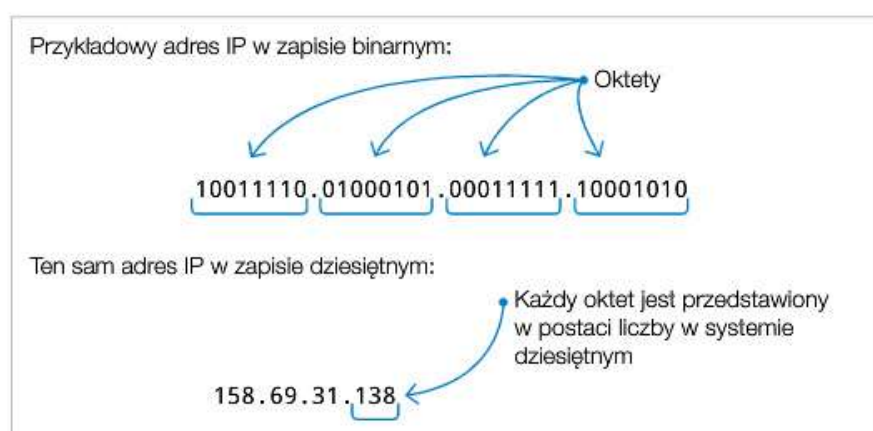 Przykładowy adres IP w zapisie binarnym:
Oktety
10011110.01000101.00011111.10001010
Ten sam adres IP w zapisie dziesiętnym:
Każdy oktet jest przedstawiony
w postaci liczby w systemie
dziesiętnym
158.69.31.138